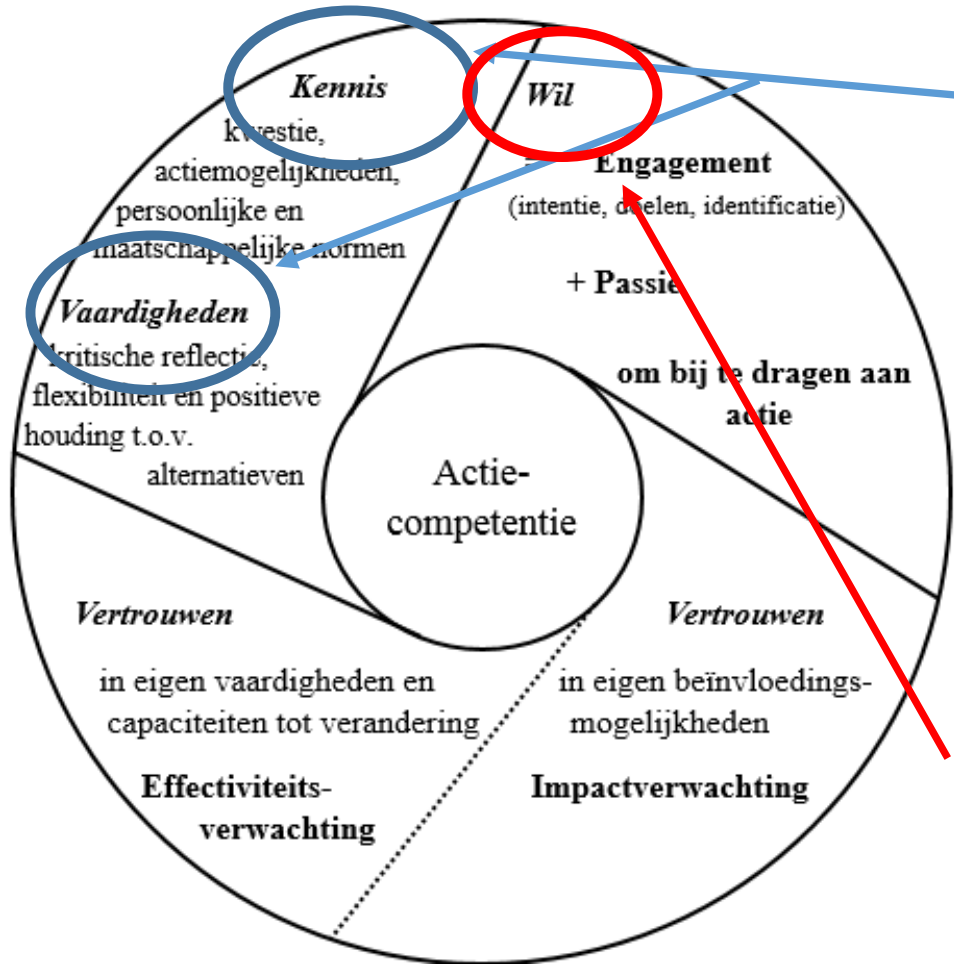 Kennis
kwestie,
actiemogelijkheden,
persoonlijke en
maatschappelijke normen
Vaardigheden
kritische reflectie,
flexibiliteit en positieve
houding t.o.v.
alternatieven
Wil
= Engagement
(intentie, doelen, identificatie)
+ Passie
om bij te dragen aan
actie
Actie-
competentie
Vertrouwen
in eigen vaardigheden en
capaciteiten tot verandering
Effectiviteits-
verwachting
Vertrouwen
in eigen beïnvloedings-
mogelijkheden
Impactverwachting